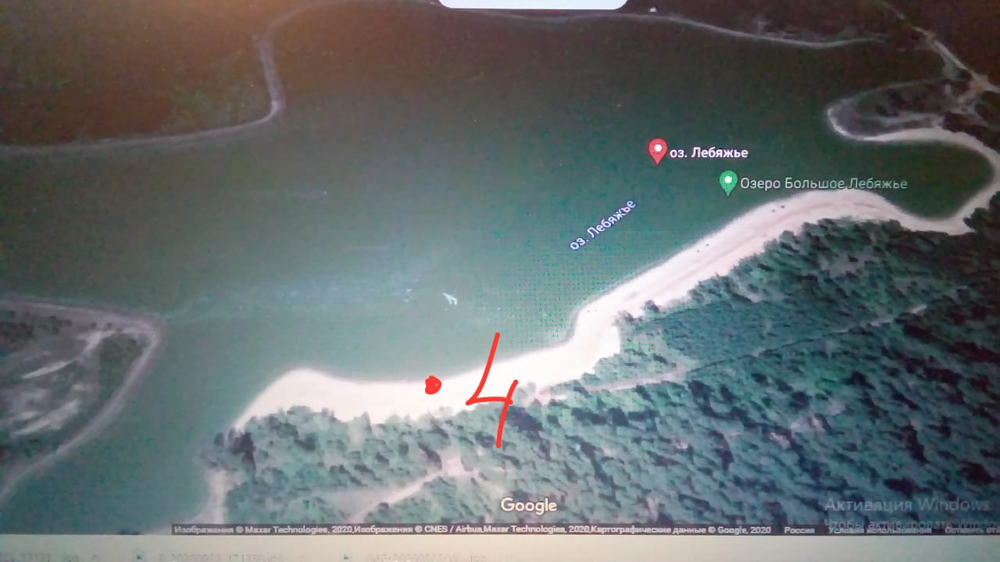 оз. Лебяжье
Озеро Большое Лебяжье
оз. Лебяжье
4
Google
Активация Windows
Изображения © Maxar Technologies, 2020,Изображения © CNES / Airbus,Maxar Technologies, 2020,Картографические данные © Google, 2020 Россия Условия использования Оставить